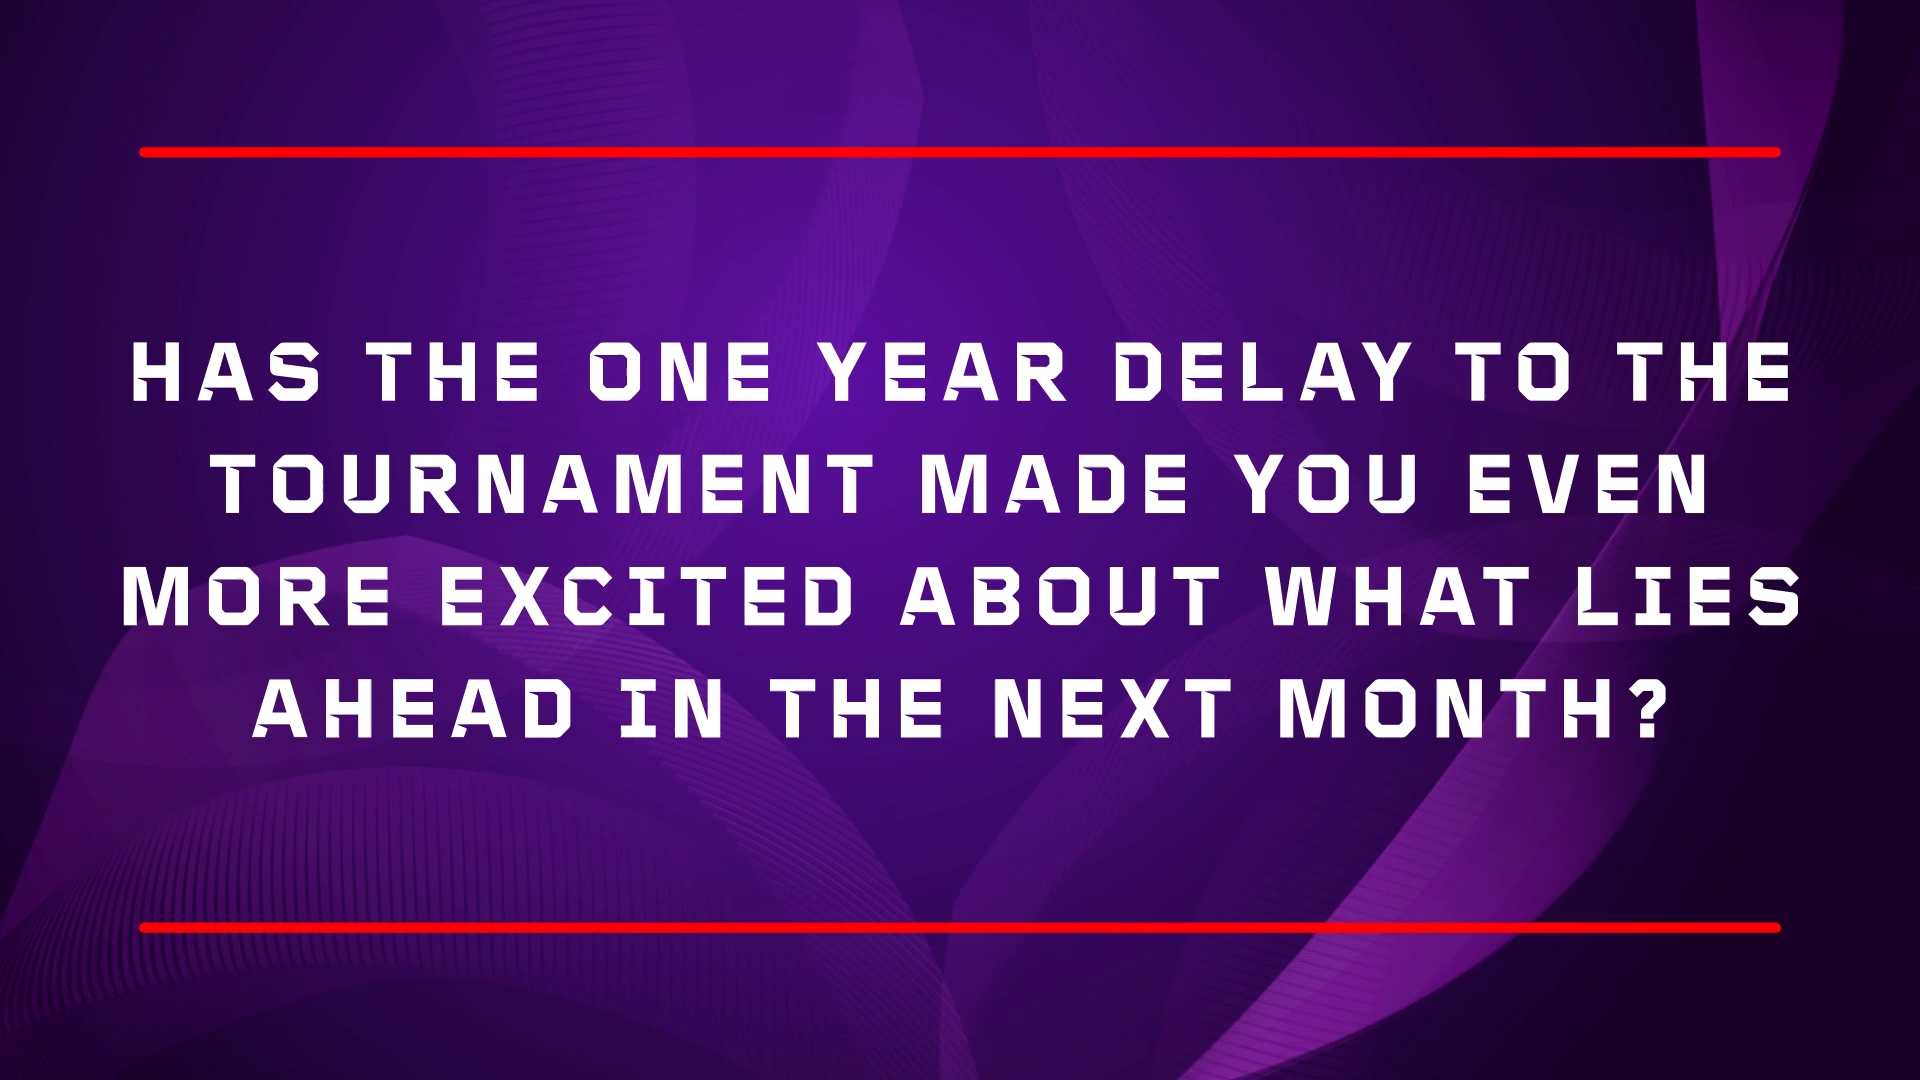 HAS THE ONE YEAR DELAY TO THE
TOURNAMENT MADE YOU EVEN
MORE EXCITED ABOUT WHAT LIES
AHEAD IN THE NEXT MONTH?